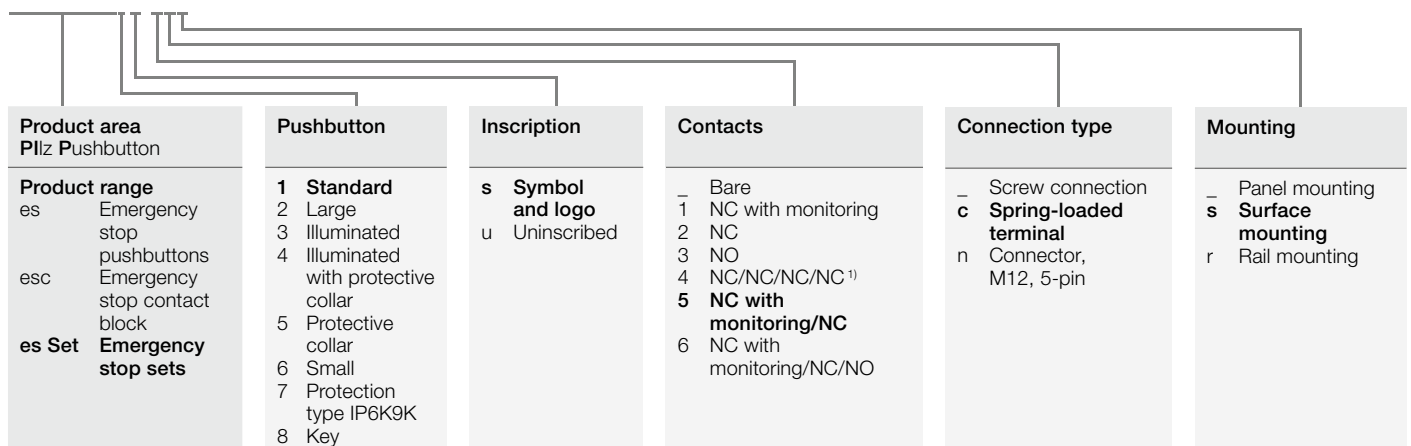 Product area
PIlz Pushbutton
Product range
es Emergency
stop
pushbuttons
esc Emergency
stop contact
block
es Set Emergency
stop sets
Pushbutton
1 Standard
2 Large
3 Illuminated
4 Illuminated
with protective
collar
5 Protective
collar
6 Small
7 Protection
type IP6K9K
8 Key
Inscription
s Symbol
and logo
u Uninscribed
Contacts
_ Bare
1 NC with monitoring
2 NC
3 NO
4 NC/NC/NC/NC 1)
5 NC with
monitoring/NC
6 NC with
monitoring/NC/NO
Connection type
_ Screw connection
c Spring-loaded
terminal
n Connector,
M12, 5-pin
Mounting
_ Panel mounting
s Surface
mounting
r Rail mounting